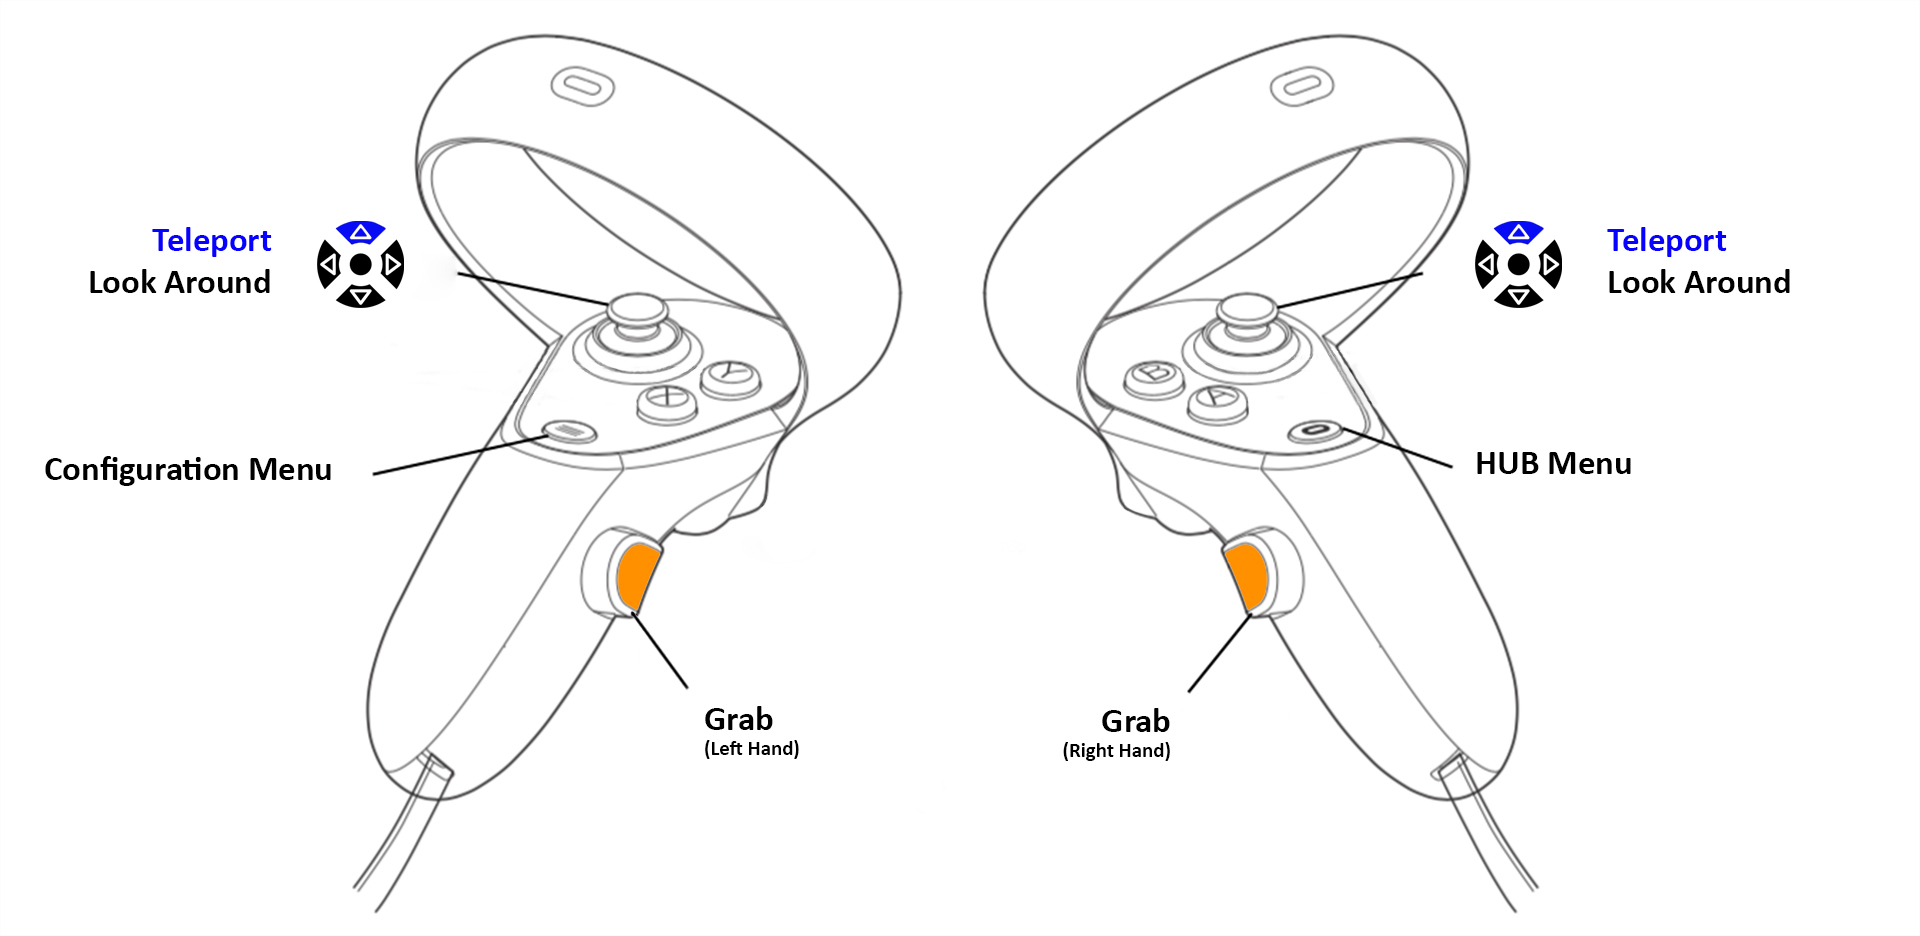 Teleport
Look Around
Teleport
Look Around
Y
X
B
A
Configuration Menu
HUB Menu
Grab
(Left Hand)
Grab
(Right Hand)